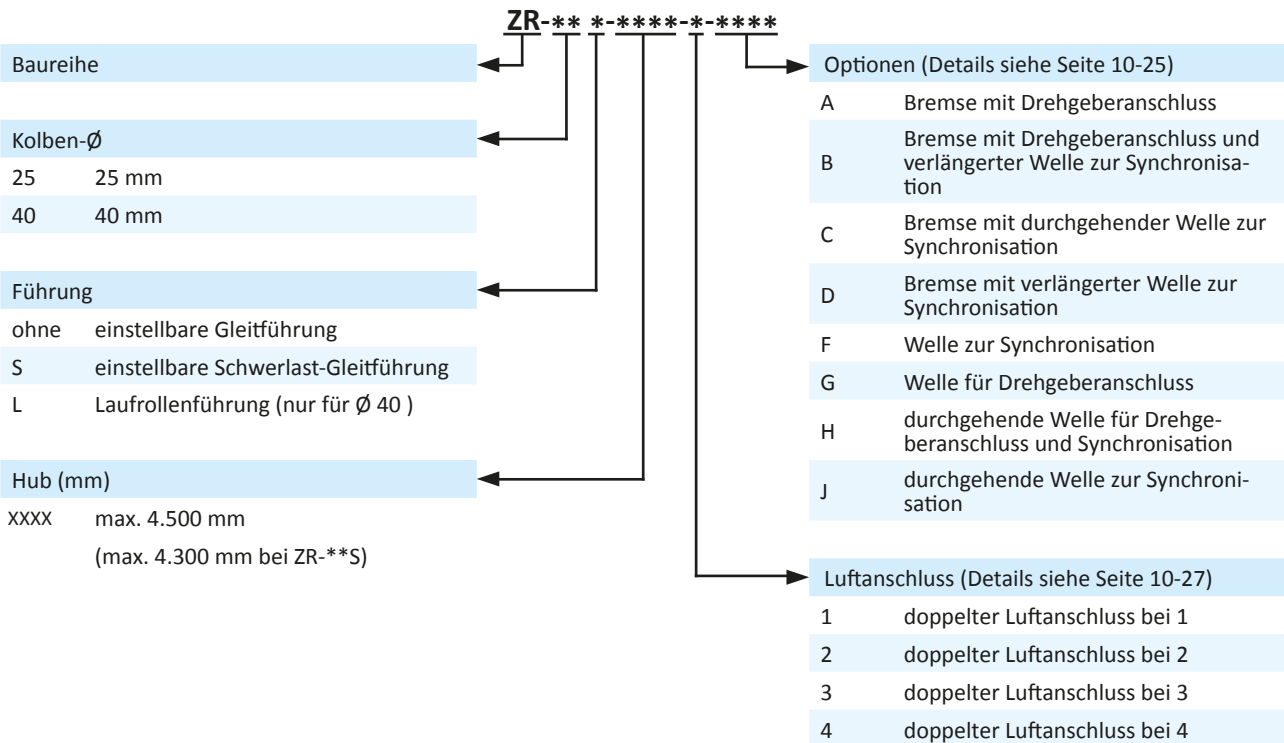 ZR-** *-****-*-****
Baureihe
Kolben-Ø
25 25 mm
40 40 mm
Führung
ohne einstellbare Gleitführung
S einstellbare Schwerlast-Gleitführung
L Laufrollenführung (nur für Ø 40 )
Hub (mm)
XXXX max. 4.500 mm
(max. 4.300 mm bei ZR-**S)
Optionen (Details siehe Seite 10-25)
A Bremse mit Drehgeberanschluss
B Bremse mit Drehgeberanschluss und
verlängerter Welle zur Synchronisa-
tion
C Bremse mit durchgehender Welle zur
Synchronisation
D Bremse mit verlängerter Welle zur
Synchronisation
F Welle zur Synchronisation
G Welle für Drehgeberanschluss
H durchgehende Welle für Drehge-
beranschluss und Synchronisation
J durchgehende Welle zur Synchroni-
sation
Luftanschluss (Details siehe Seite 10-27)
1 doppelter Luftanschluss bei 1
2 doppelter Luftanschluss bei 2
3 doppelter Luftanschluss bei 3
4 doppelter Luftanschluss bei 4